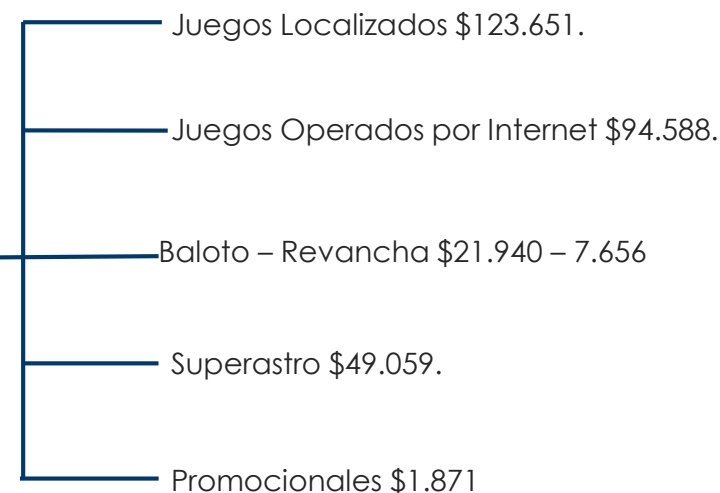 Juegos Localizados $123.651.
Juegos Operados por Internet $94.588.
Baloto – Revancha $21.940 – 7.656
Superastro $49.059.
Promocionales $1.871